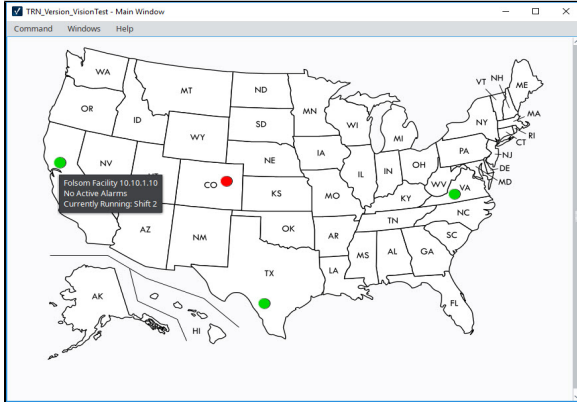 TRN_Version_VisionTest - Main Window
Command Windows Help
WA
MT
ND
MN
VT
NH
ME
OR
ID
SD
WI
MI
NY
MA
RI
CT
WY
IA
PA
NJ
NE
OH
DE
NV
IL
IN
WV
MD
Folsom Facility 10.10.1.10
No Active Alarms
Currently Running: Shift 2
CO
KS
MO
KY
VA
AZ
NM
OK
AR
TN
NC
SC
TX
LA
MS
AL
GA
AK
HI
FL